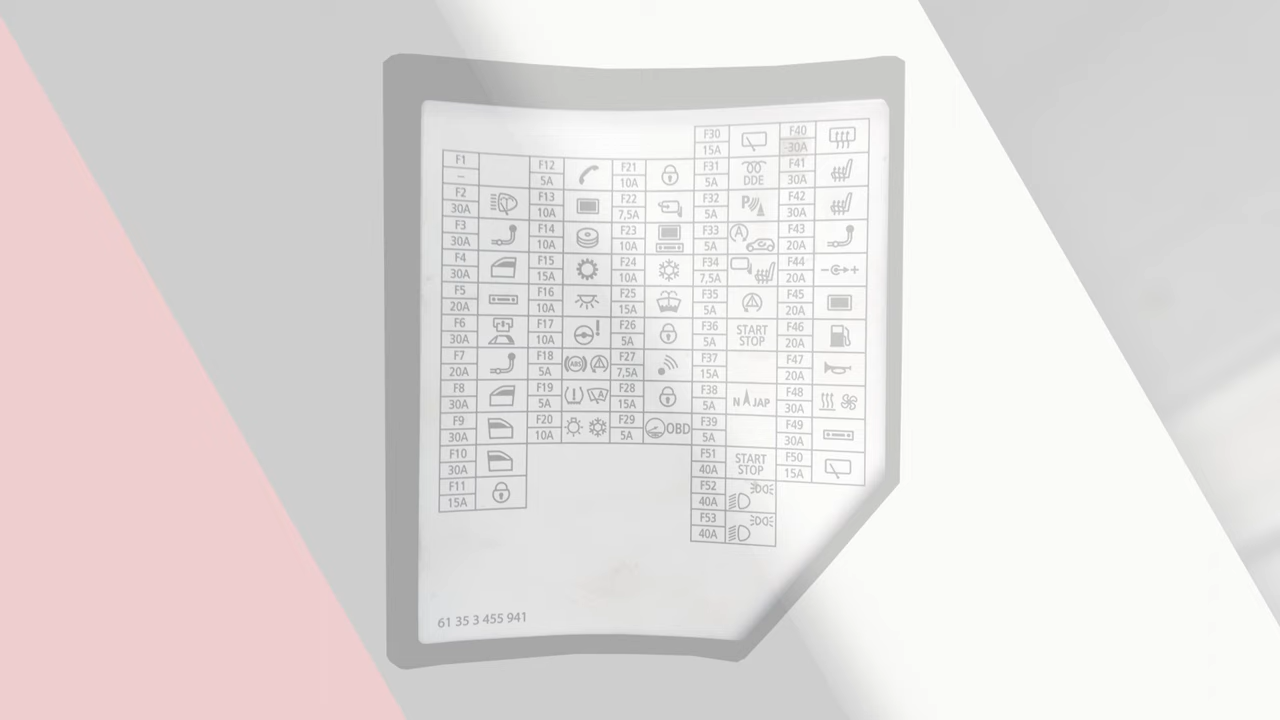 F1
–
F2
30A
F3
30A
F4
30A
F5
20A
F6
30A
F7
20A
F8
30A
F9
30A
F10
30A
F11
15A
F12
5A
F13
10A
F14
10A
F15
15A
F16
10A
F17
10A
F18
5A
ABS
F19
5A
A
F20
10A
F21
10A
F22
7,5A
F23
10A
F24
10A
F25
15A
F26
5A
F27
7,5A
F28
15A
F29
5A
OBD
F30
15A
F31
5A
DDE
F32
5A
P
F33
5A
A
F34
7,5A
F35
5A
F36
5A
START
STOP
F37
15A
F38
5A
N JAP
F39
5A
F51
40A
START
STOP
F52
40A
F53
40A
F40
30A
F41
30A
F42
30A
F43
20A
F44
20A
F45
20A
F46
20A
F47
20A
F48
30A
F49
30A
F50
15A
61 35 3 455 941